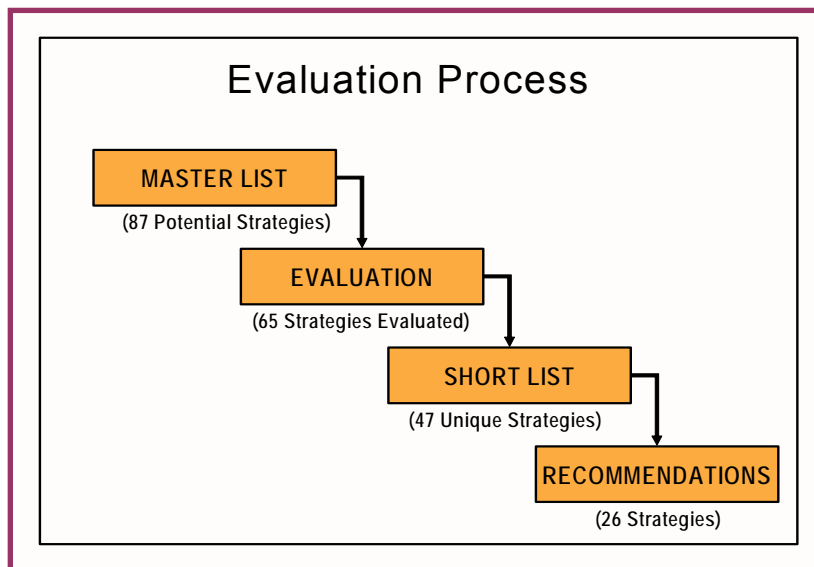 Evaluation Process
MASTER LIST
(87 Potential Strategies)
EVALUATION
(65 Strategies Evaluated)
SHORT LIST
(47 Unique Strategies)
RECOMMENDATIONS
(26 Strategies)